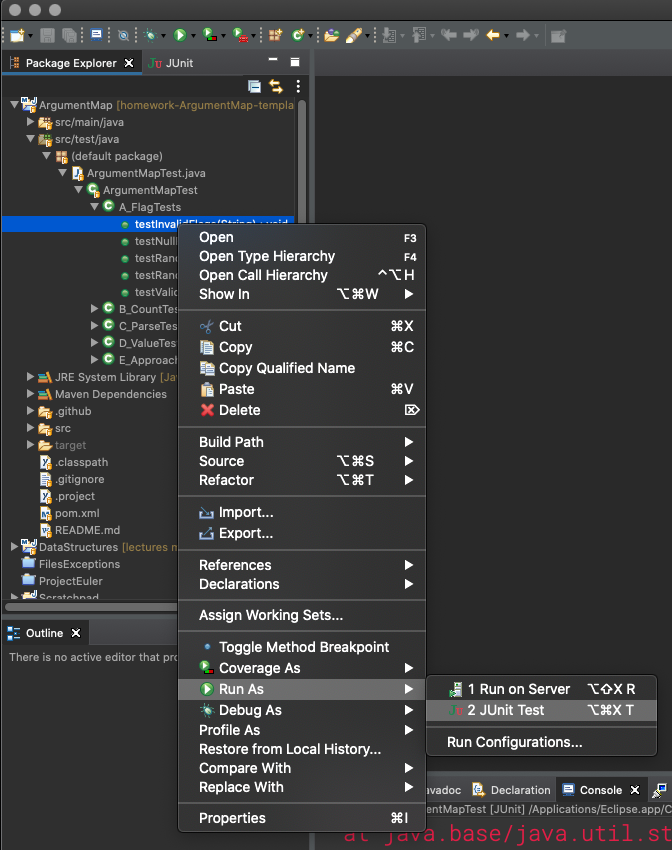 Package Explorer
JUnit
ArgumentMap [homework-ArgumentMap-templa
src/main/java
src/test/java
(default package)
ArgumentMapTest.java
ArgumentMapTest
A_FlagTests
testInvalidFlags(String) : void
testNullI
testRand
testRand
testValid
B_CountTest
C_ParseTest
D_ValueTest
E_Approach
JRE System Library [Jav
Maven Dependencies
.github
src
target
.classpath
.gitignore
.project
pom.xml
README.md
DataStructures [lectures m
FilesExceptions
ProjectEuler
Scratchpad
Outline
There is no active editor that pro
Open F3
Open Type Hierarchy F4
Open Call Hierarchy ^⌥H
Show In ⌥⌘W ▶
Cut ⌘X
Copy ⌘C
Copy Qualified Name
Paste ⌘V
Delete ⌦
Build Path ▶
Source ⌥⌘S ▶
Refactor ⌥⌘T ▶
Import...
Export...
References ▶
Declarations ▶
Assign Working Sets...
Toggle Method Breakpoint
Coverage As ▶
Run As ▶
Debug As ▶
Profile As ▶
Restore from Local History...
Compare With ▶
Replace With ▶
Properties ⌘I
1 Run on Server ⌥⇧X R
2 JUnit Test ⌥⌘X T
Run Configurations...
avadoc
Declaration
Console
mentMapTest [JUnit] /Applications/Eclipse.app/C
at java.base/java.util.st